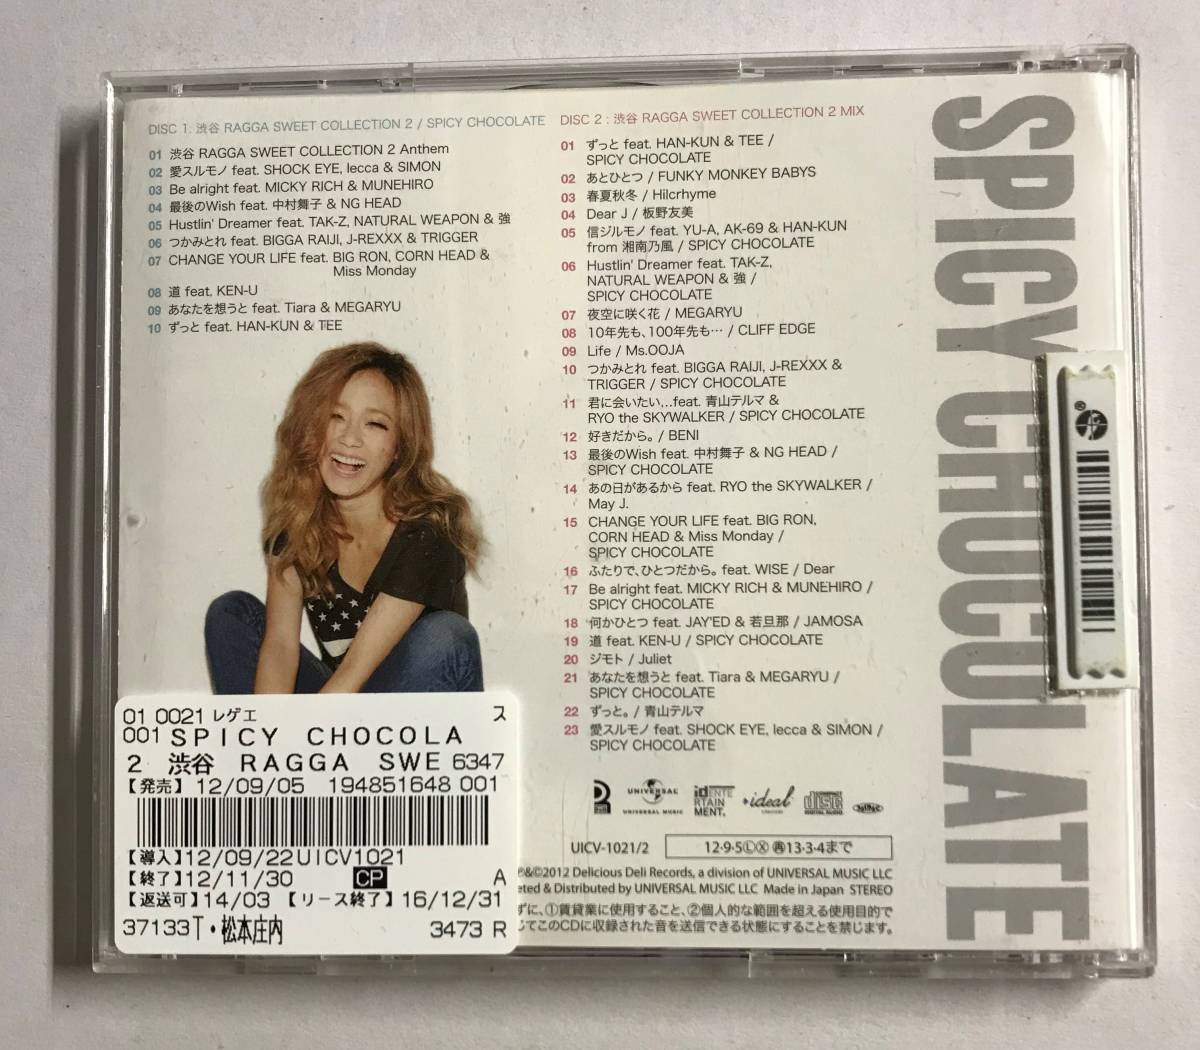 DISC 1: 渋谷 RAGGA SWEET COLLECTION 2 / SPICY CHOCOLATE
01 渋谷 RAGGA SWEET COLLECTION 2 Anthem
02 愛スルモノ feat. SHOCK EYE, lecca & SIMON
03 Be alright feat. MICKY RICH & MUNEHIRO
04 最後のWish feat. 中村舞子 & NG HEAD
05 Hustlin' Dreamer feat. TAK-Z, NATURAL WEAPON & 強
06 つかみとれ feat. BIGGA RAIJI, J-REXXX & TRIGGER
07 CHANGE YOUR LIFE feat. BIG RON, CORN HEAD &
Miss Monday
08 道 feat. KEN-U
09 あなたを想うと feat. Tiara & MEGARYU
10 ずっと feat. HAN-KUN & TEE
DISC 2 : 渋谷 RAGGA SWEET COLLECTION 2 MIX
01 ずっと feat. HAN-KUN & TEE /
SPICY CHOCOLATE
02 あとひとつ / FUNKY MONKEY BABYS
03 春夏秋冬 / Hilcrhyme
04 Dear J / 板野友美
05 信ジルモノ feat. YU-A, AK-69 & HAN-KUN
from 湘南乃風 / SPICY CHOCOLATE
06 Hustlin' Dreamer feat. TAK-Z,
NATURAL WEAPON & 強 /
SPICY CHOCOLATE
07 夜空に咲く花 / MEGARYU
08 10年先も、100年先も… / CLIFF EDGE
09 Life / Ms.OOJA
10 つかみとれ feat. BIGGA RAIJI, J-REXXX &
TRIGGER / SPICY CHOCOLATE
11 君に会いたい...feat. 青山テルマ &
RYO the SKYWALKER / SPICY CHOCOLATE
12 好きだから。 / BENI
13 最後のWish feat. 中村舞子 & NG HEAD /
SPICY CHOCOLATE
14 あの日があるから feat. RYO the SKYWALKER /
May J.
15 CHANGE YOUR LIFE feat. BIG RON,
CORN HEAD & Miss Monday /
SPICY CHOCOLATE
16 ふたりで、ひとつだから。 feat. WISE / Dear
17 Be alright feat. MICKY RICH & MUNEHIRO /
SPICY CHOCOLATE
18 何かひとつ feat. JAY'ED & 若旦那 / JAMOSA
19 道 feat. KEN-U / SPICY CHOCOLATE
20 ジモト / Juliet
21 あなたを想うと feat. Tiara & MEGARYU /
SPICY CHOCOLATE
22 ずっと。 / 青山テルマ
23 愛スルモノ feat. SHOCK EYE, lecca & SIMON /
SPICY CHOCOLATE
SPICY CHOCOLATE
UNIVERSAL
UNIVERSAL MUSIC
idENTE
RTAIN
MENT.
ideal
disc
DIGITAL AUDIO
UICV-1021/2
12・9・5ⓁⓍ㊢13・3・4まで
℗&©2012 Delicious Deli Records, a division of UNIVERSAL MUSIC LLC
eted & Distributed by UNIVERSAL MUSIC LLC Made in Japan STEREO
ずに、①賃貸業に使用すること、②個人的な範囲を超える使用目的で
じてこのCDに収録された音を送信できる状態にすることを禁じます。
01 0021 レゲエ ス
001 SPICY CHOCOLA
2 渋谷 RAGGA SWE 6347
【発売】 12/09/05 194851648 001
【導入】12/09/22UICV1021
【終了】12/11/30 CP A
【返送可】14/03 【リース終了】16/12/31
37133T・松本庄内 3473 R